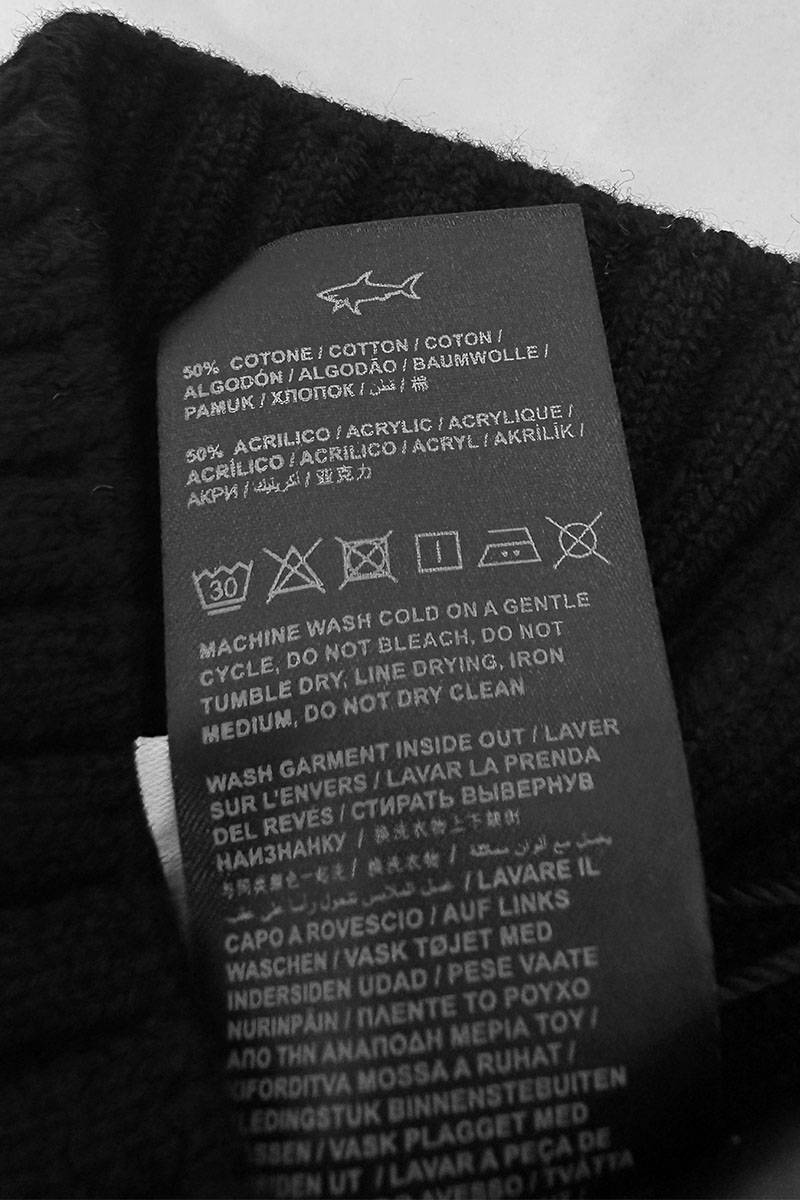 50% COTONE / COTTON / COTON /
ALGODÓN / ALGODÃO / BAUMWOLLE /
PAMUK / ХЛОПОК / قطن / 棉
50% ACRILICO / ACRYLIC / ACRYLIQUE /
ACRÍLICO / ACRILICO / ACRYL / AKRİLİK /
АКРИ / أكريليك / 亚克力
30
MACHINE WASH COLD ON A GENTLE
CYCLE, DO NOT BLEACH, DO NOT
TUMBLE DRY, LINE DRYING, IRON
MEDIUM, DO NOT DRY CLEAN
WASH GARMENT INSIDE OUT / LAVER
SUR L'ENVERS / LAVAR LA PRENDA
DEL REVÉS / СТИРАТЬ ВЫВЕРНУВ
НАИЗНАНКУ /
/ LAVARE IL
CAPO A ROVESCIO / AUF LINKS
WASCHEN / VASK TØJET MED
INDERSIDEN UDAD / PESE VAATE
NURINPÄIN / ΠΛΕΝΤΕ ΤΟ ΡΟΥΧΟ
ΑΠΟ ΤΗΝ ΑΝΑΠΟΔΗ ΜΕΡΙΑ ΤΟΥ /
KIFORDITVA MOSSA A RUHAT /
BINNENSTEBUITEN
/ VASK PLAGGET MED
UT / LAVAR A PEÇA DE
AVESSO / TVÄTTA